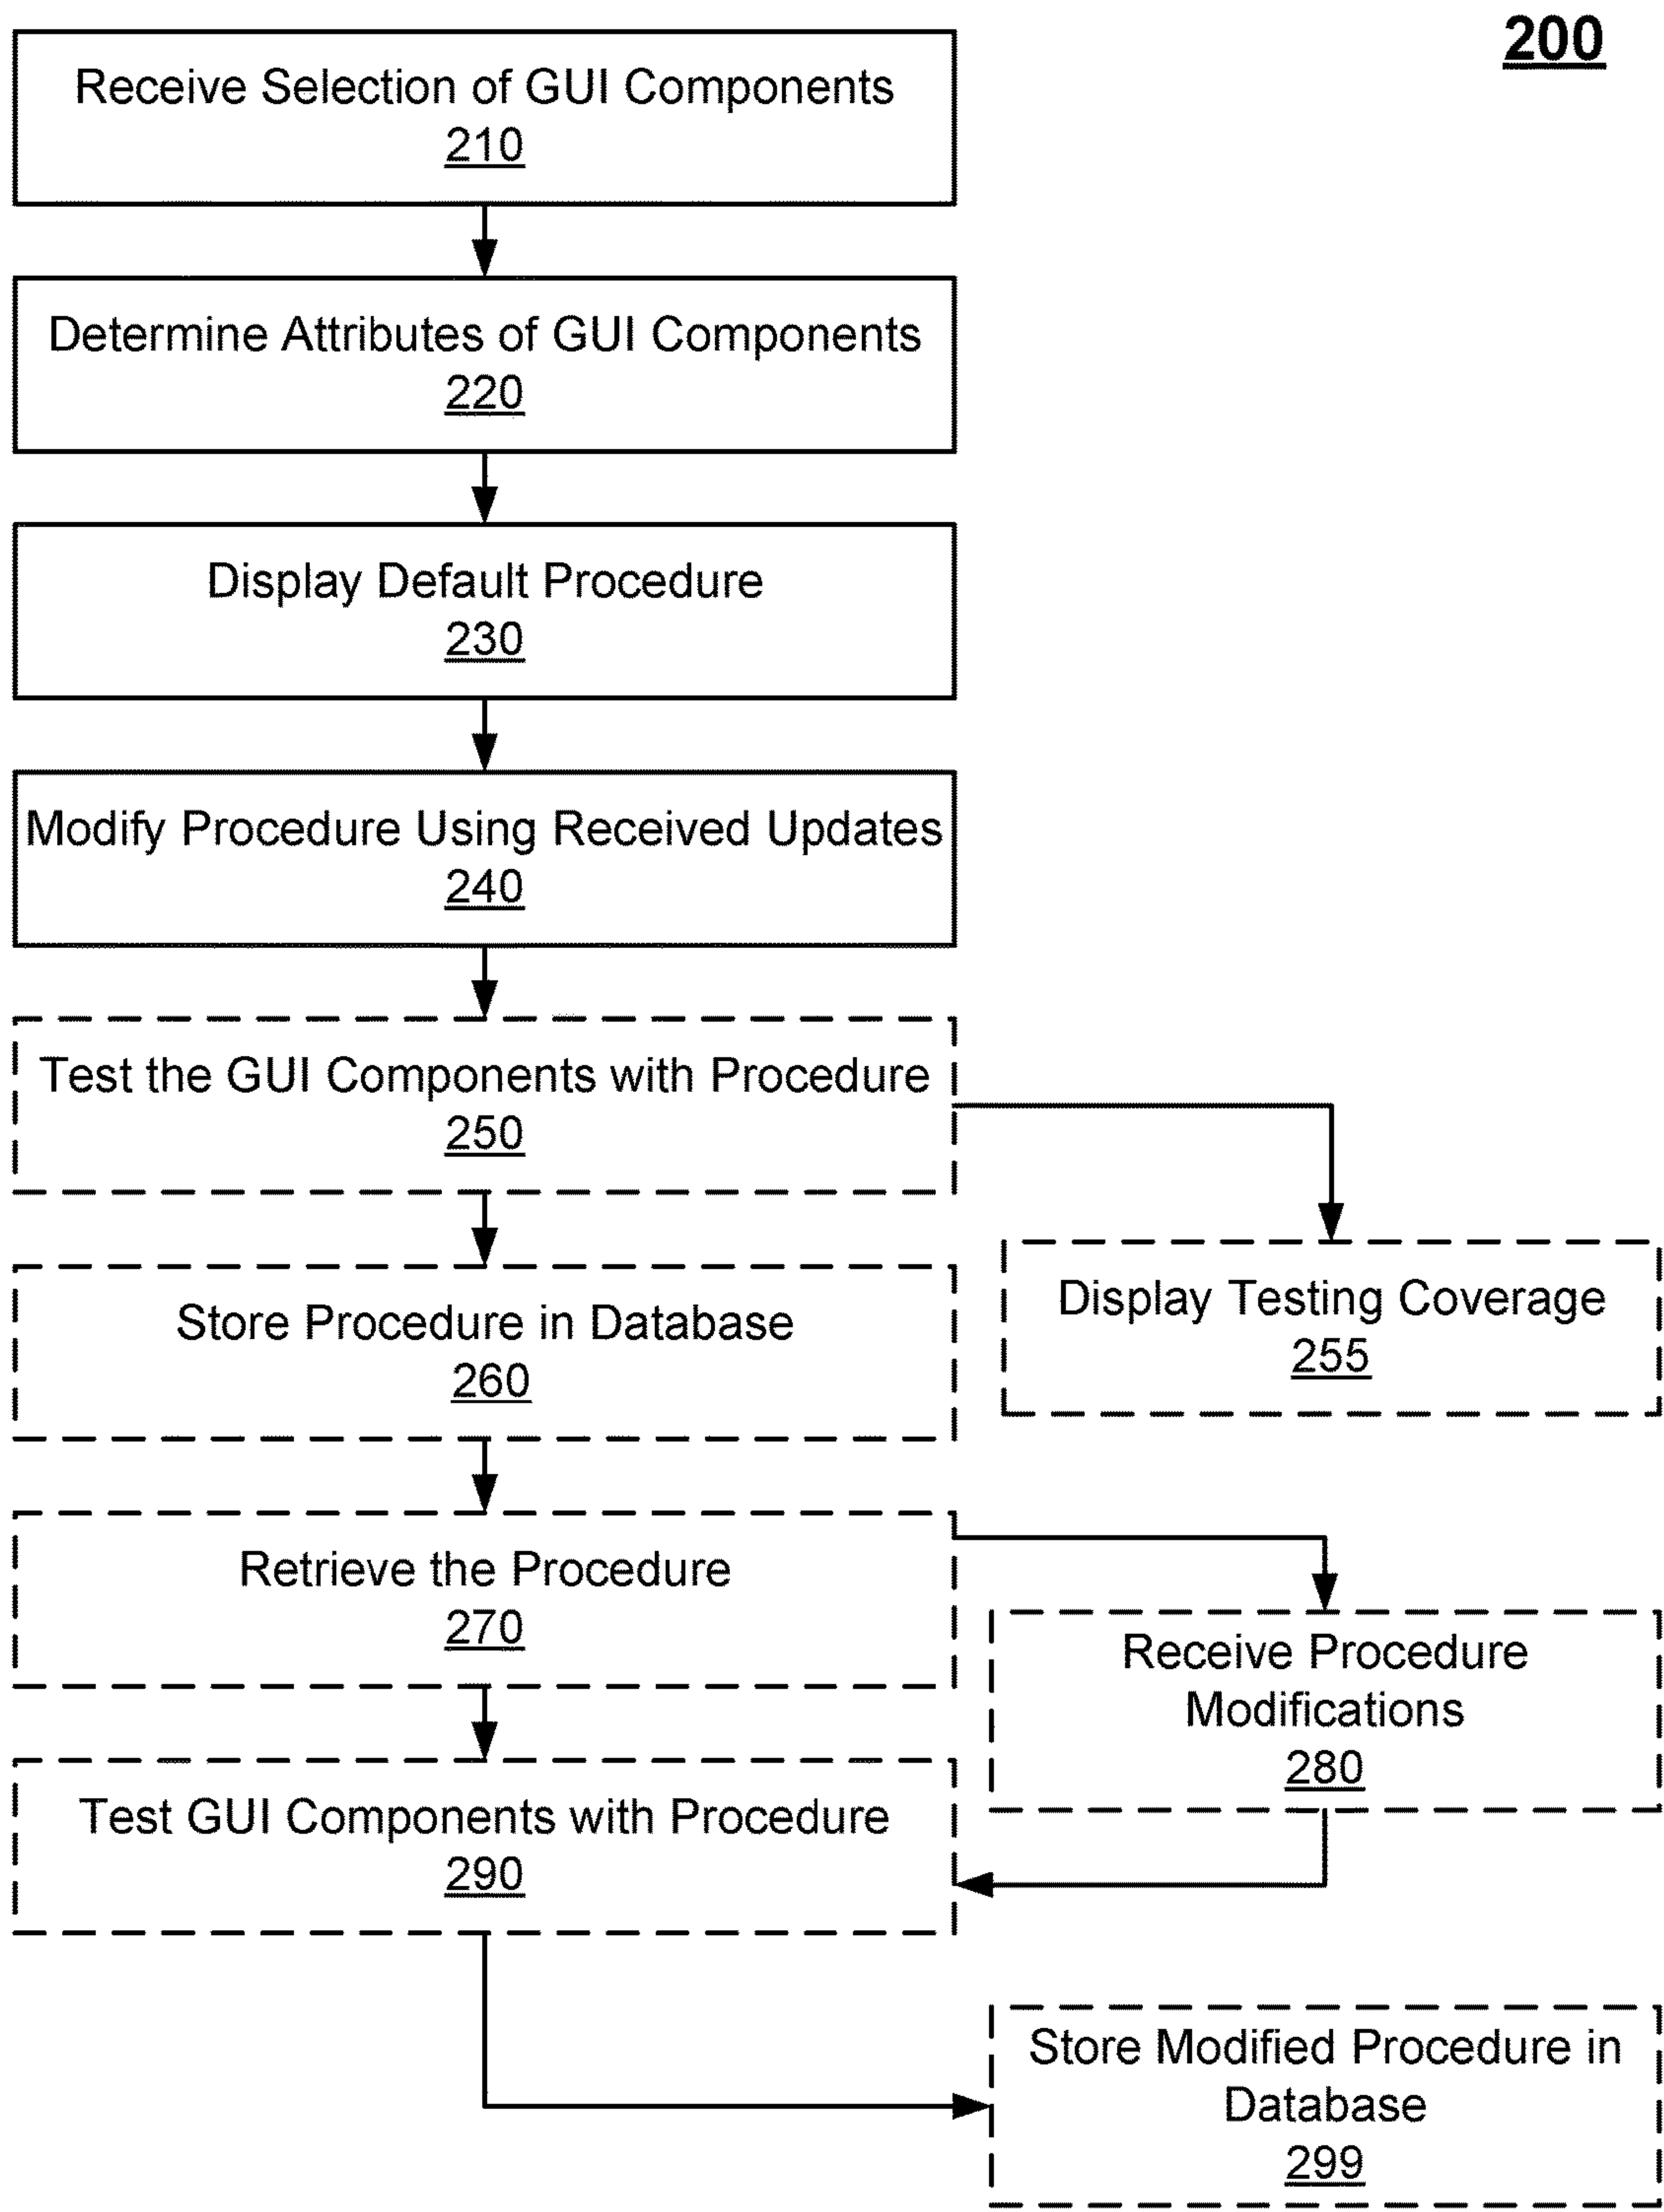 200
Receive Selection of GUI Components
210
Determine Attributes of GUI Components
220
Display Default Procedure
230
Modify Procedure Using Received Updates
240
Test the GUI Components with Procedure
250
Display Testing Coverage
255
Store Procedure in Database
260
Retrieve the Procedure
270
Receive Procedure
Modifications
280
Test GUI Components with Procedure
290
Store Modified Procedure in
Database
299